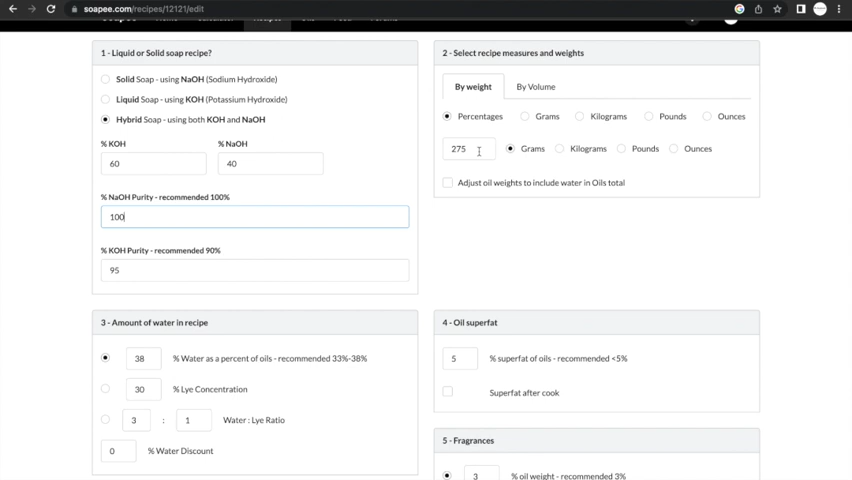 soapee.com/recipes/12121/edit
1 - Liquid or Solid soap recipe?
Solid Soap - using NaOH (Sodium Hydroxide)
Liquid Soap - using KOH (Potassium Hydroxide)
Hybrid Soap - using both KOH and NaOH
% KOH % NaOH
60 40
% NaOH Purity - recommended 100%
100
% KOH Purity - recommended 90%
95
2 - Select recipe measures and weights
By weight By Volume
Percentages Grams Kilograms Pounds Ounces
275 Grams Kilograms Pounds Ounces
Adjust oil weights to include water in Oils total
3 - Amount of water in recipe
38 % Water as a percent of oils - recommended 33%-38%
30 % Lye Concentration
3 : 1 Water : Lye Ratio
0 % Water Discount
4 - Oil superfat
5 % superfat of oils - recommended <5%
Superfat after cook
5 - Fragrances
3 % oil weight - recommended 3%